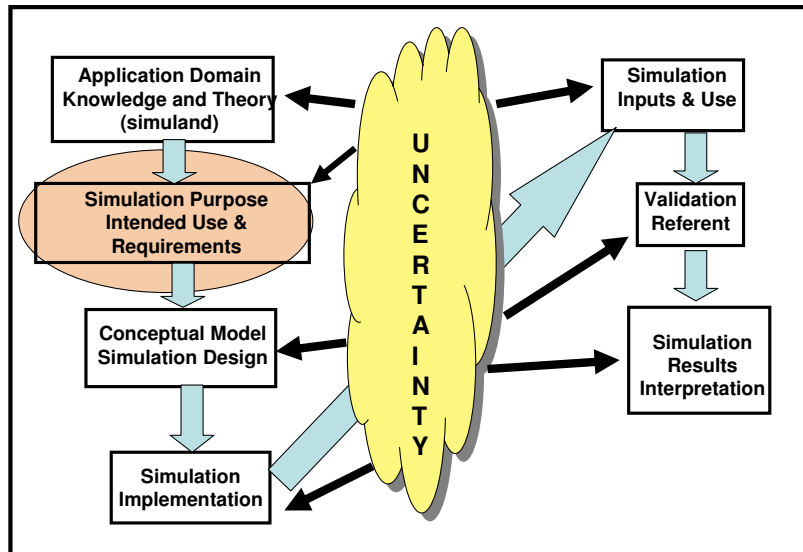 Application Domain
Knowledge and Theory
(simuland)
Simulation Purpose
Intended Use &
Requirements
Conceptual Model
Simulation Design
Simulation
Implementation
UNCERTAINTY
Simulation
Inputs & Use
Validation
Referent
Simulation
Results
Interpretation